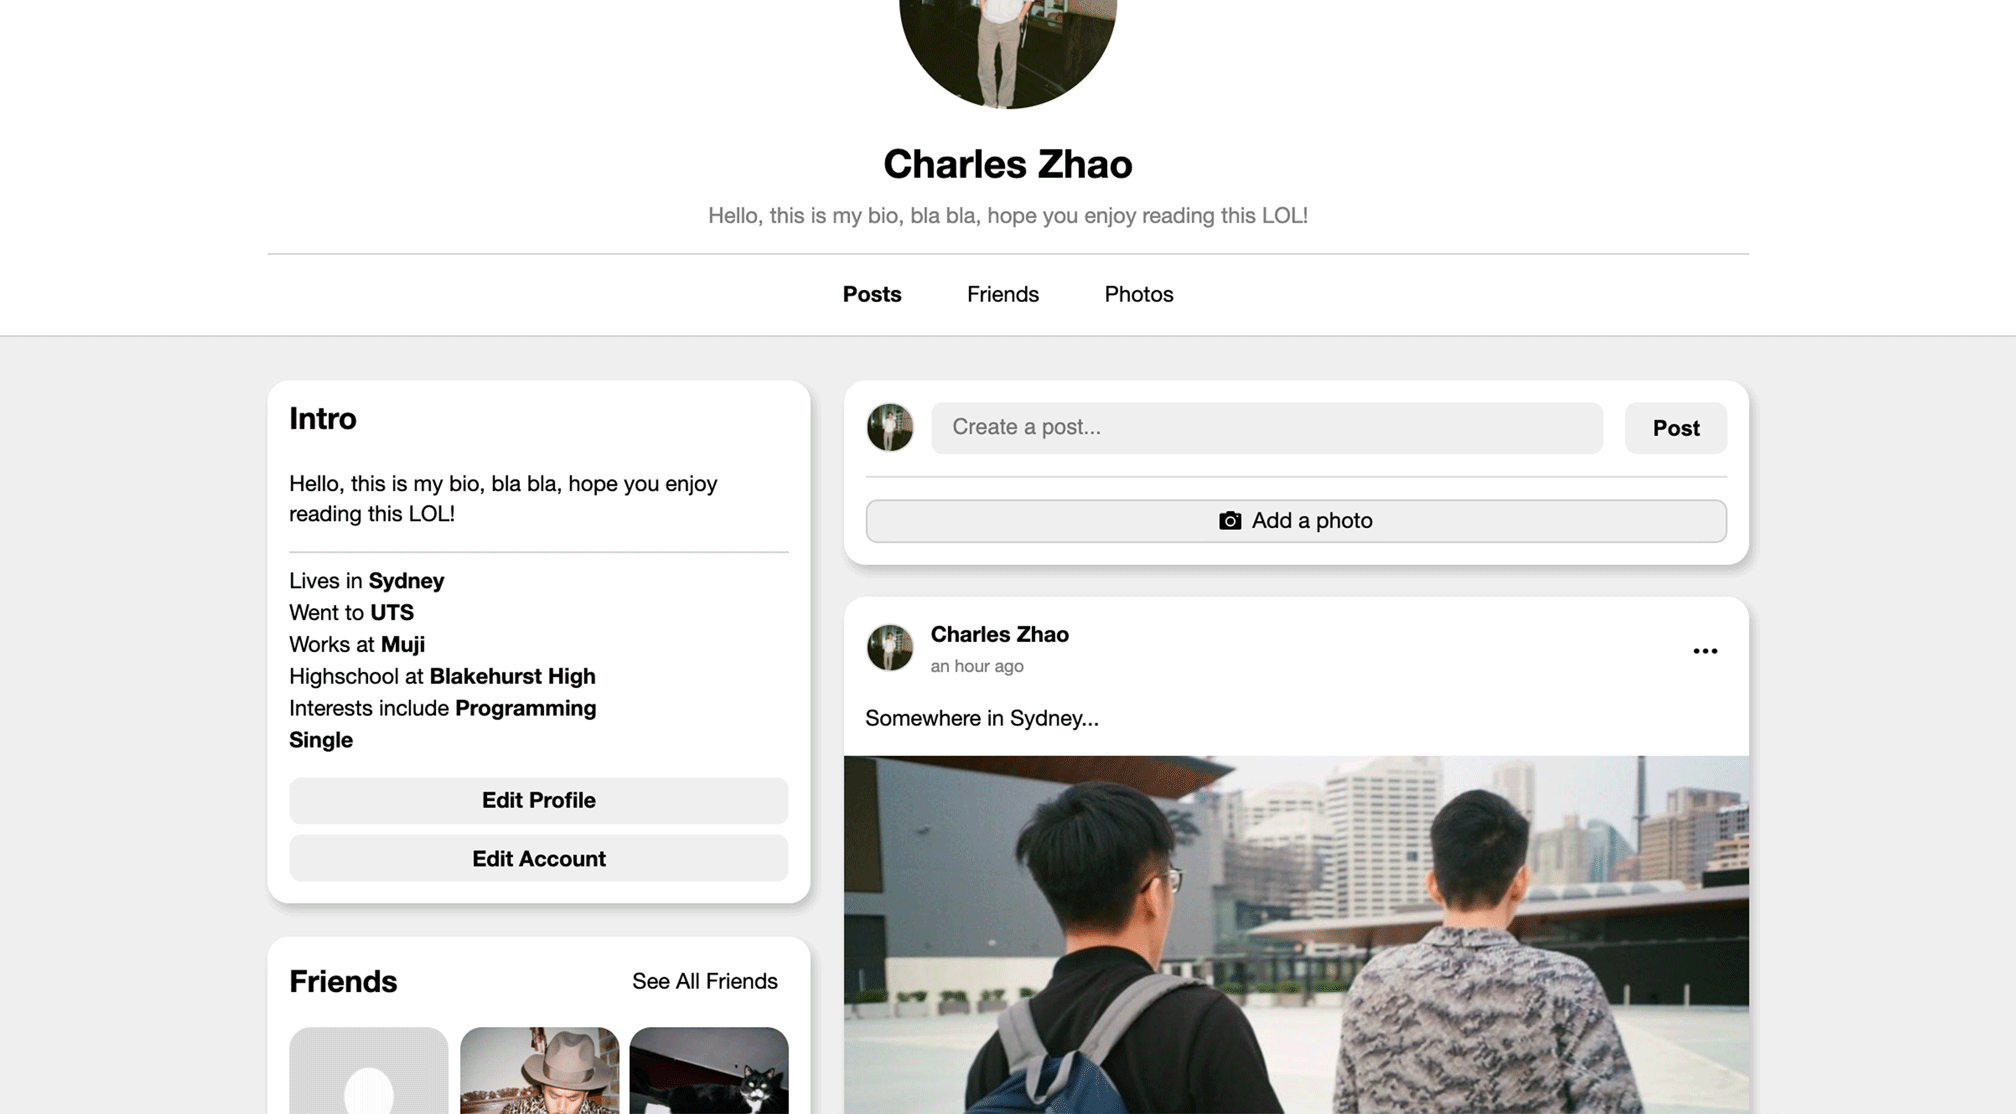 Charles Zhao
Hello, this is my bio, bla bla, hope you enjoy reading this LOL!
Posts
Friends
Photos
Intro
Hello, this is my bio, bla bla, hope you enjoy
reading this LOL!
Lives in Sydney
Went to UTS
Works at Muji
Highschool at Blakehurst High
Interests include Programming
Single
Edit Profile
Edit Account
Friends
See All Friends
Create a post...
Post
Add a photo
Charles Zhao
an hour ago
Somewhere in Sydney...